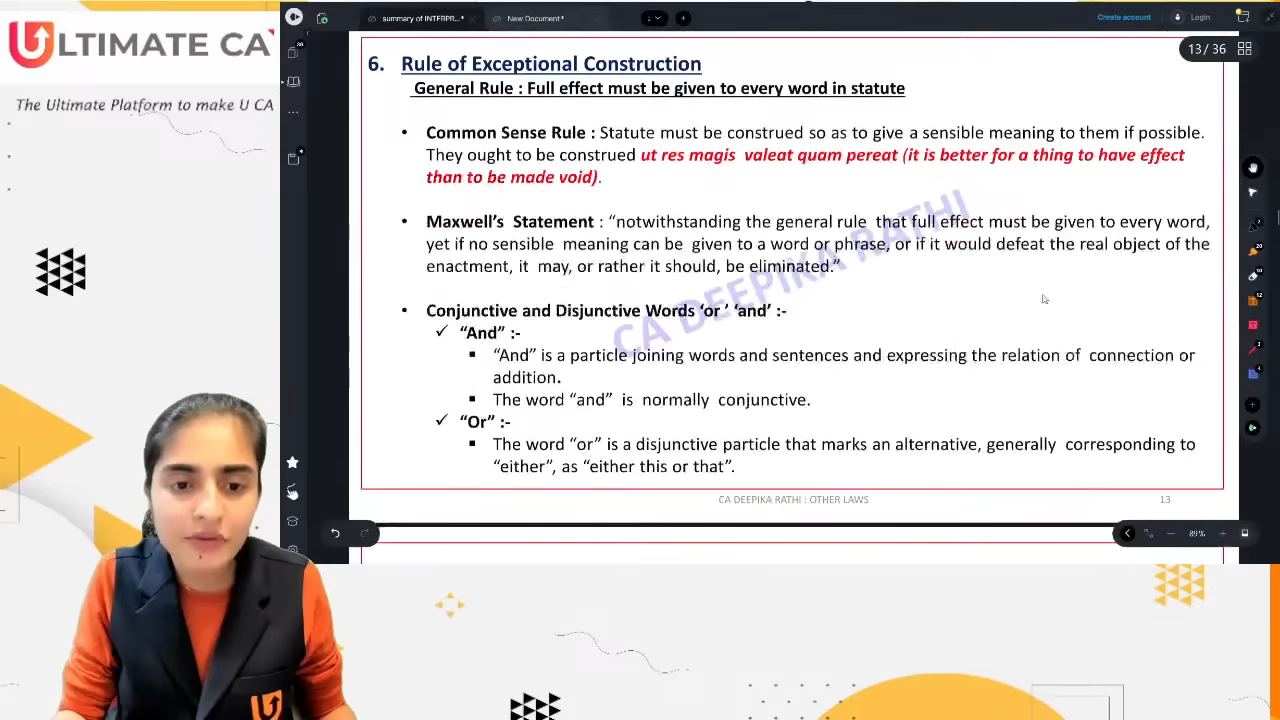 ULTIMATE CA
The Ultimate Platform to make U CA
summary of INTERPR...*
New Document*
Create account
Login
13/36
6. Rule of Exceptional Construction
General Rule : Full effect must be given to every word in statute
• Common Sense Rule : Statute must be construed so as to give a sensible meaning to them if possible.
They ought to be construed ut res magis valeat quam pereat (it is better for a thing to have effect
than to be made void).
• Maxwell’s Statement : “notwithstanding the general rule that full effect must be given to every word,
yet if no sensible meaning can be given to a word or phrase, or if it would defeat the real object of the
enactment, it may, or rather it should, be eliminated.”
• Conjunctive and Disjunctive Words ‘or ’ ‘and’ :-
✓ “And” :-
▪ “And” is a particle joining words and sentences and expressing the relation of connection or
addition.
▪ The word “and” is normally conjunctive.
✓ “Or” :-
▪ The word “or” is a disjunctive particle that marks an alternative, generally corresponding to
“either”, as “either this or that”.
CA DEEPIKA RATHI
CA DEEPIKA RATHI : OTHER LAWS
13
89%